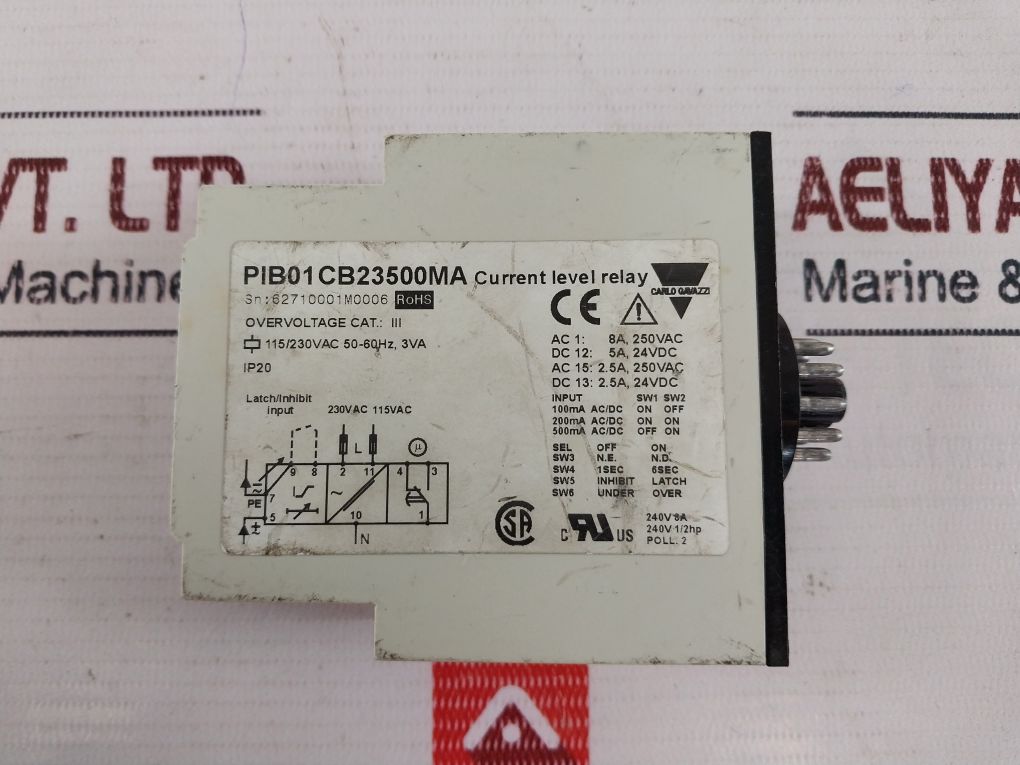 VT. LTD
Machine
AELIYA
Marine &
PIB01CB23500MA Current level relay
CARLO GAVAZZI
Sn:62710001M0006 RoHS
CE
OVERVOLTAGE CAT.: III
115/230VAC 50-60Hz, 3VA
IP20
AC 1: 8A, 250VAC
DC 12: 5A, 24VDC
AC 15: 2.5A, 250VAC
DC 13: 2.5A, 24VDC
INPUT SW1 SW2
100mA AC/DC ON OFF
200mA AC/DC ON ON
500mA AC/DC OFF ON
SEL OFF ON
SW3 N.E. N.D.
SW4 1SEC 6SEC
SW5 INHIBIT LATCH
SW6 UNDER OVER
Latch/Inhibit
input 230VAC 115VAC
L μ
9 8 2 11 4 3
7
PE
5 ~ 10 1
± N
SA
C RU US
240V 8A
240V 1/2hp
POLL. 2